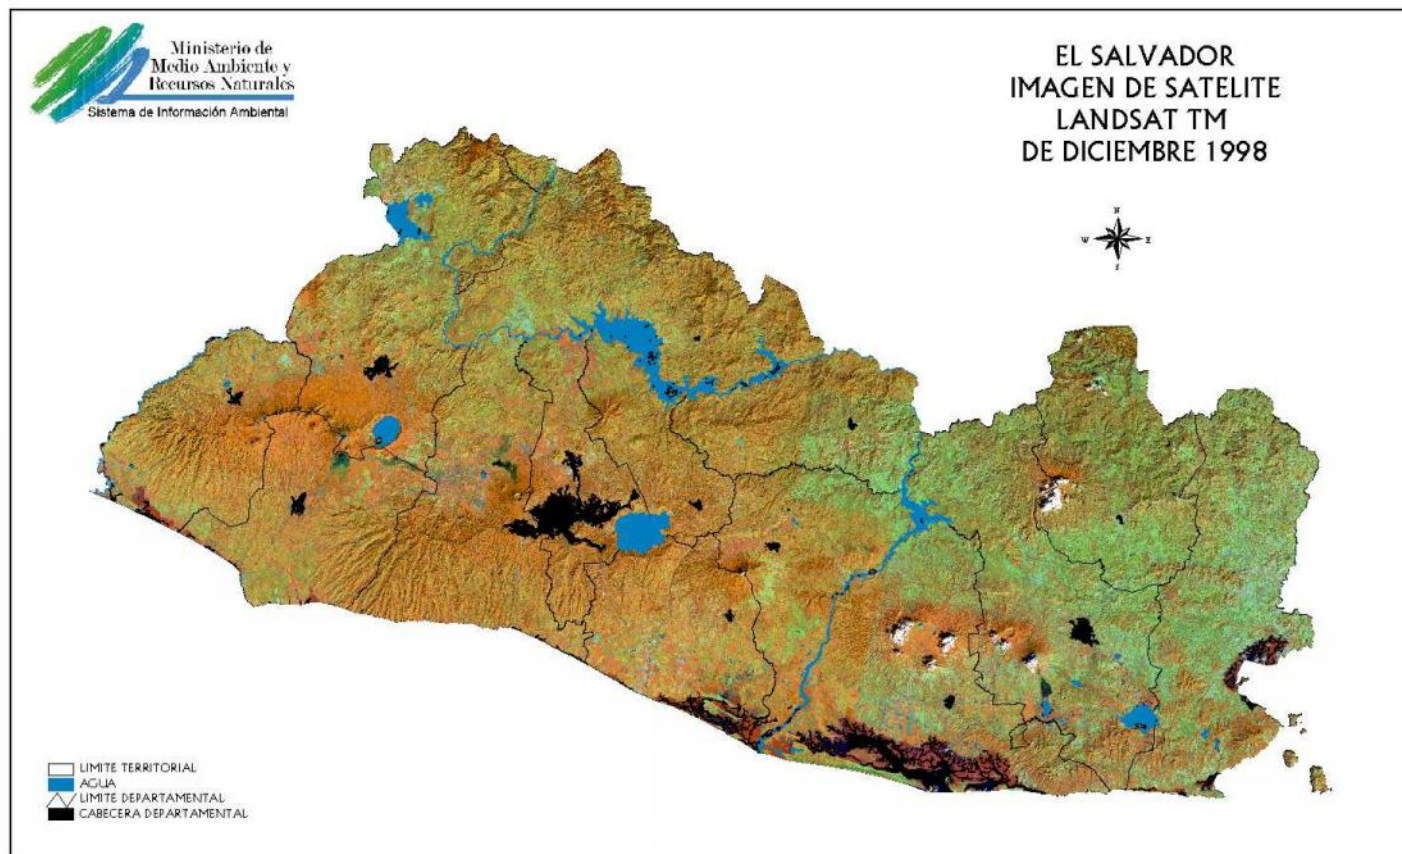 Ministerio de
Medio Ambiente y
Recursos Naturales
Sistema de Información Ambiental
EL SALVADOR
IMAGEN DE SATELITE
LANDSAT TM
DE DICIEMBRE 1998
N
W E
S
LIMITE TERRITORIAL
AGUA
LIMITE DEPARTAMENTAL
CABECERA DEPARTAMENTAL